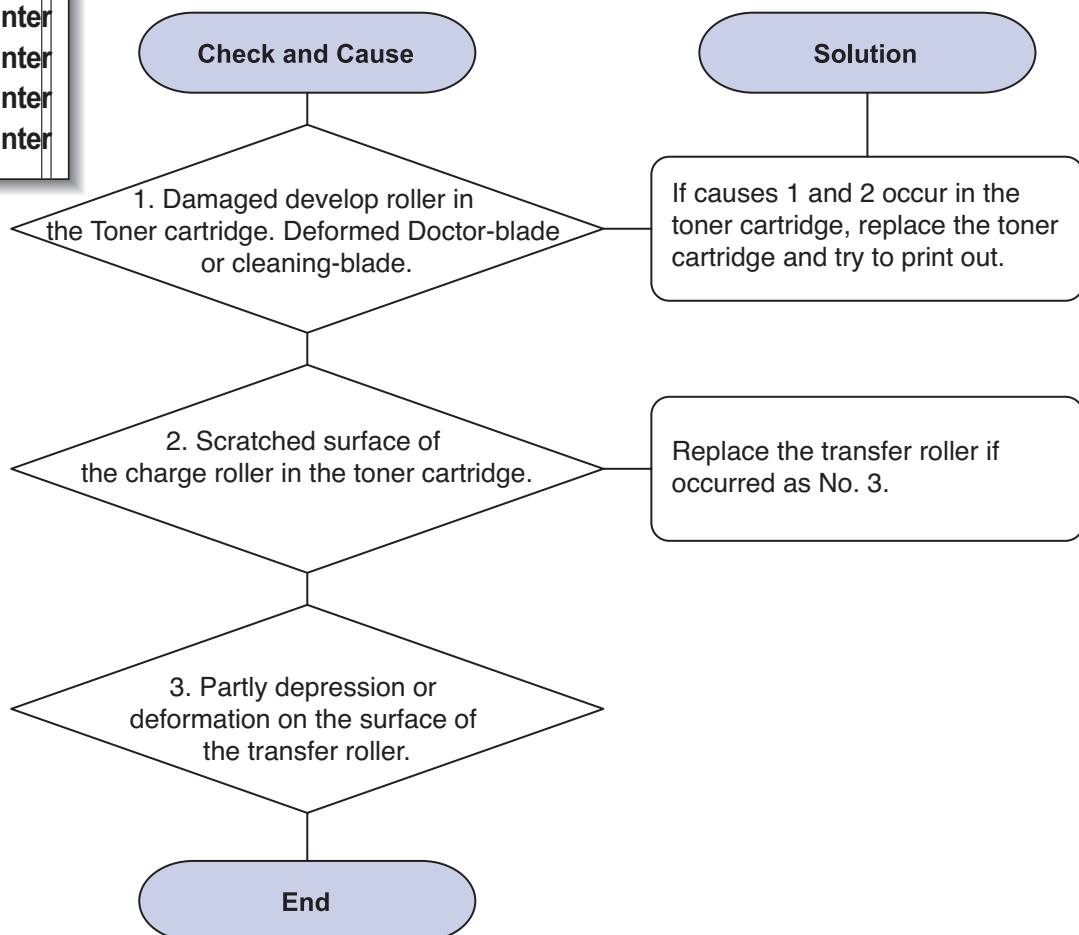 nter
nter
nter
nter
Check and Cause
Solution
1. Damaged develop roller in
the Toner cartridge. Deformed Doctor-blade
or cleaning-blade.
If causes 1 and 2 occur in the
toner cartridge, replace the toner
cartridge and try to print out.
2. Scratched surface of
the charge roller in the toner cartridge.
Replace the transfer roller if
occurred as No. 3.
3. Partly depression or
deformation on the surface of
the transfer roller.
End